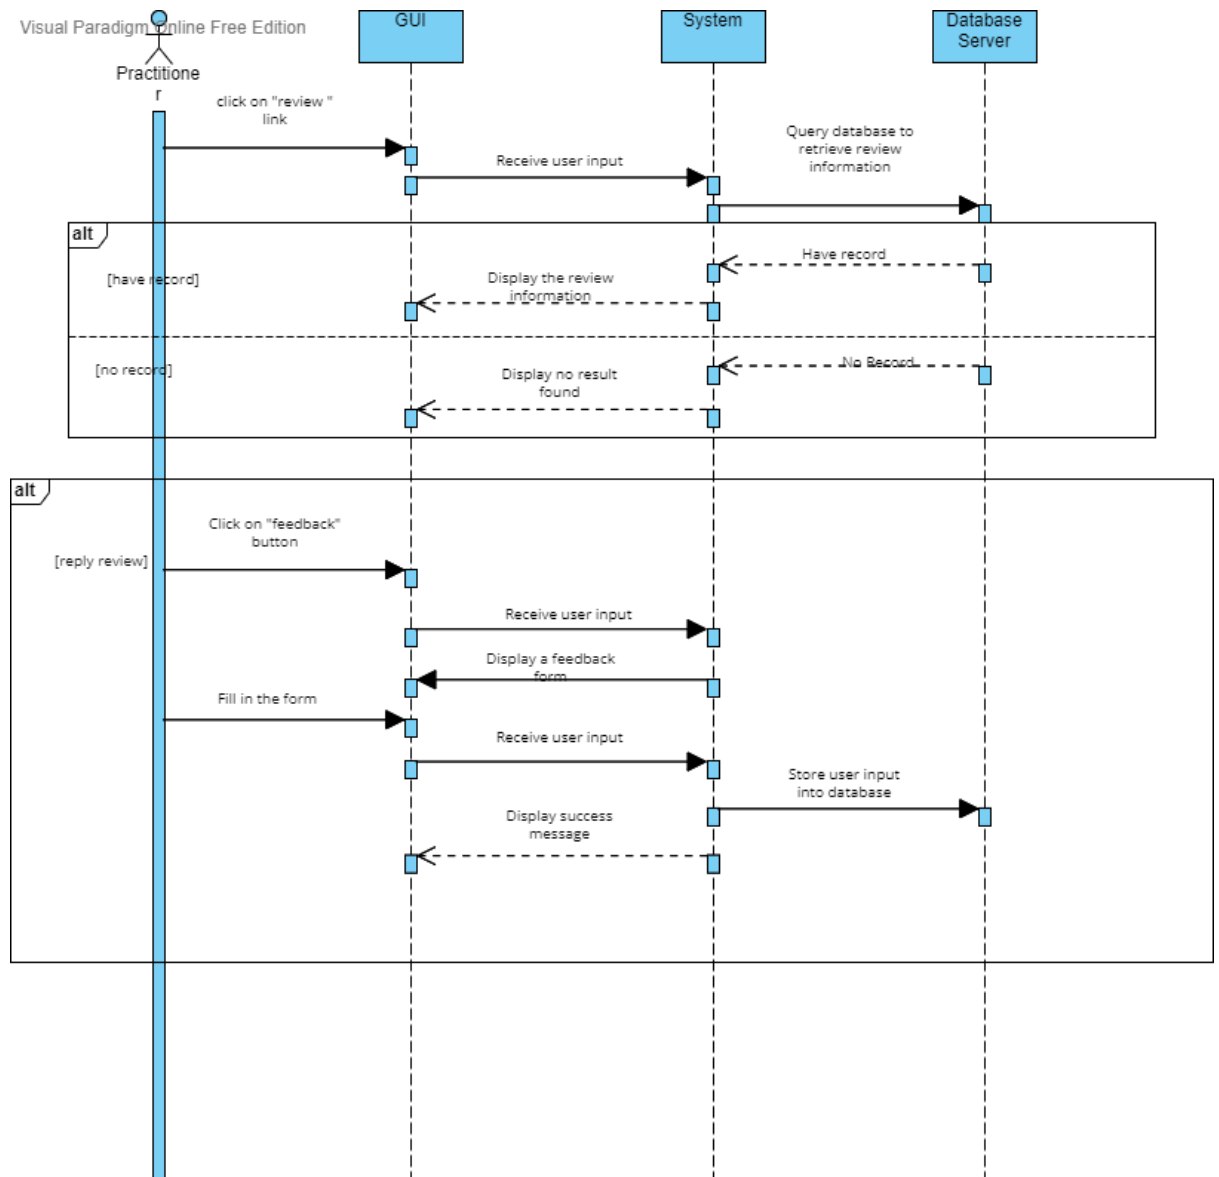 Visual Paradigm Online Free Edition
Practitione
r
GUI
System
Database
Server
click on "review "
link
Receive user input
Query database to
retrieve review
information
alt
[have record]
Have record
Display the review
information
[no record]
No Record
Display no result
found
alt
Click on "feedback"
button
[reply review]
Receive user input
Display a feedback
form
Fill in the form
Receive user input
Store user input
into database
Display success
message